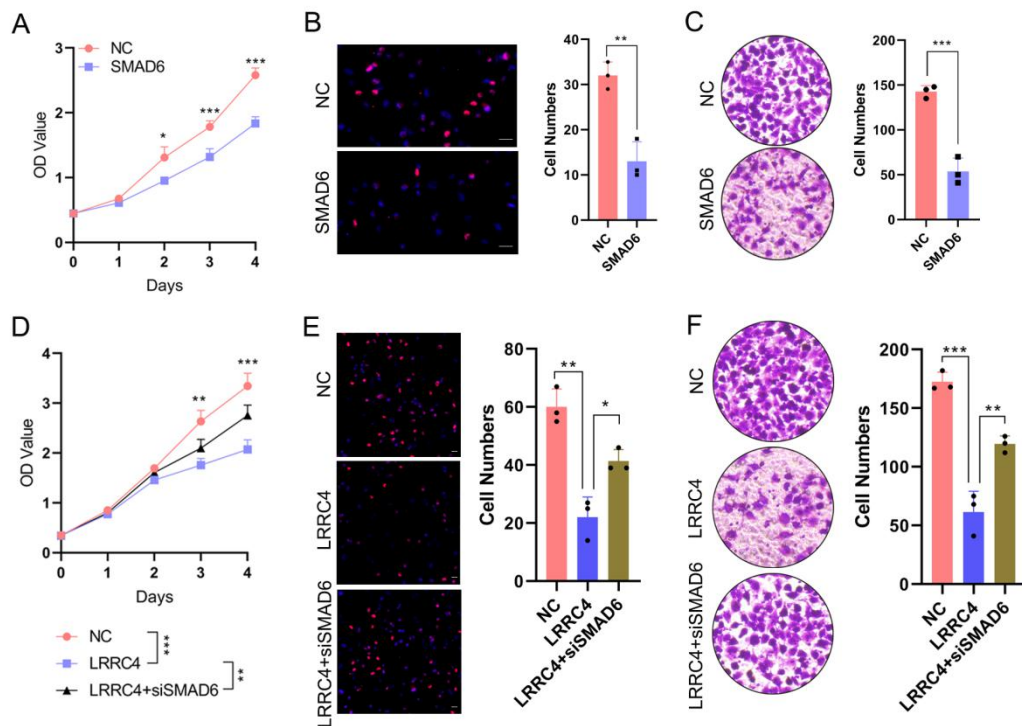 A
NC
SMAD6
OD Value
3
2
1
0
*
***
***
0 1 2 3 4
Days
B
NC
SMAD6
Cell Numbers
40
30
20
10
0
**
NC
SMAD6
C
NC
SMAD6
Cell Numbers
150
100
50
0
***
NC
SMAD6
D
OD Value
4
3
2
1
0
**
***
0 1 2 3 4
Days
NC
LRRC4
LRRC4+siSMAD6
***
**
E
NC
LRRC4
LRRC4+siSMAD6
Cell Numbers
80
60
40
20
0
**
*
NC
LRRC4
LRRC4+siSMAD6
F
NC
LRRC4
LRRC4+siSMAD6
Cell Numbers
200
150
100
50
0
***
**
NC
LRRC4
LRRC4+siSMAD6